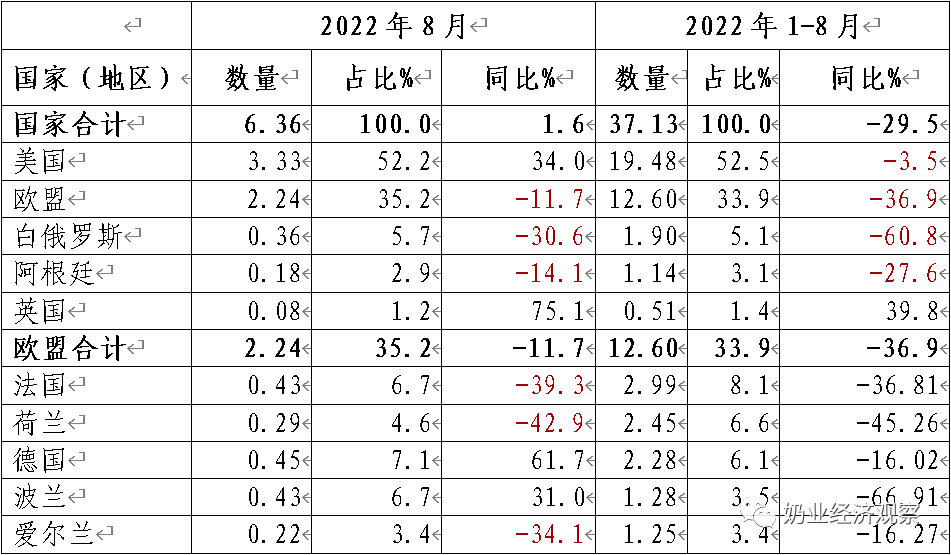 2022年8月 2022年1-8月
国家（地区） 数量 占比% 同比% 数量 占比% 同比%
国家合计 6.36 100.0 1.6 37.13 100.0 -29.5
美国 3.33 52.2 34.0 19.48 52.5 -3.5
欧盟 2.24 35.2 -11.7 12.60 33.9 -36.9
白俄罗斯 0.36 5.7 -30.6 1.90 5.1 -60.8
阿根廷 0.18 2.9 -14.1 1.14 3.1 -27.6
英国 0.08 1.2 75.1 0.51 1.4 39.8
欧盟合计 2.24 35.2 -11.7 12.60 33.9 -36.9
法国 0.43 6.7 -39.3 2.99 8.1 -36.81
荷兰 0.29 4.6 -42.9 2.45 6.6 -45.26
德国 0.45 7.1 61.7 2.28 6.1 -16.02
波兰 0.43 6.7 31.0 1.28 3.5 -66.91
奶业经济观察
爱尔兰 0.22 3.4 -34.1 1.25 3.4 -16.27